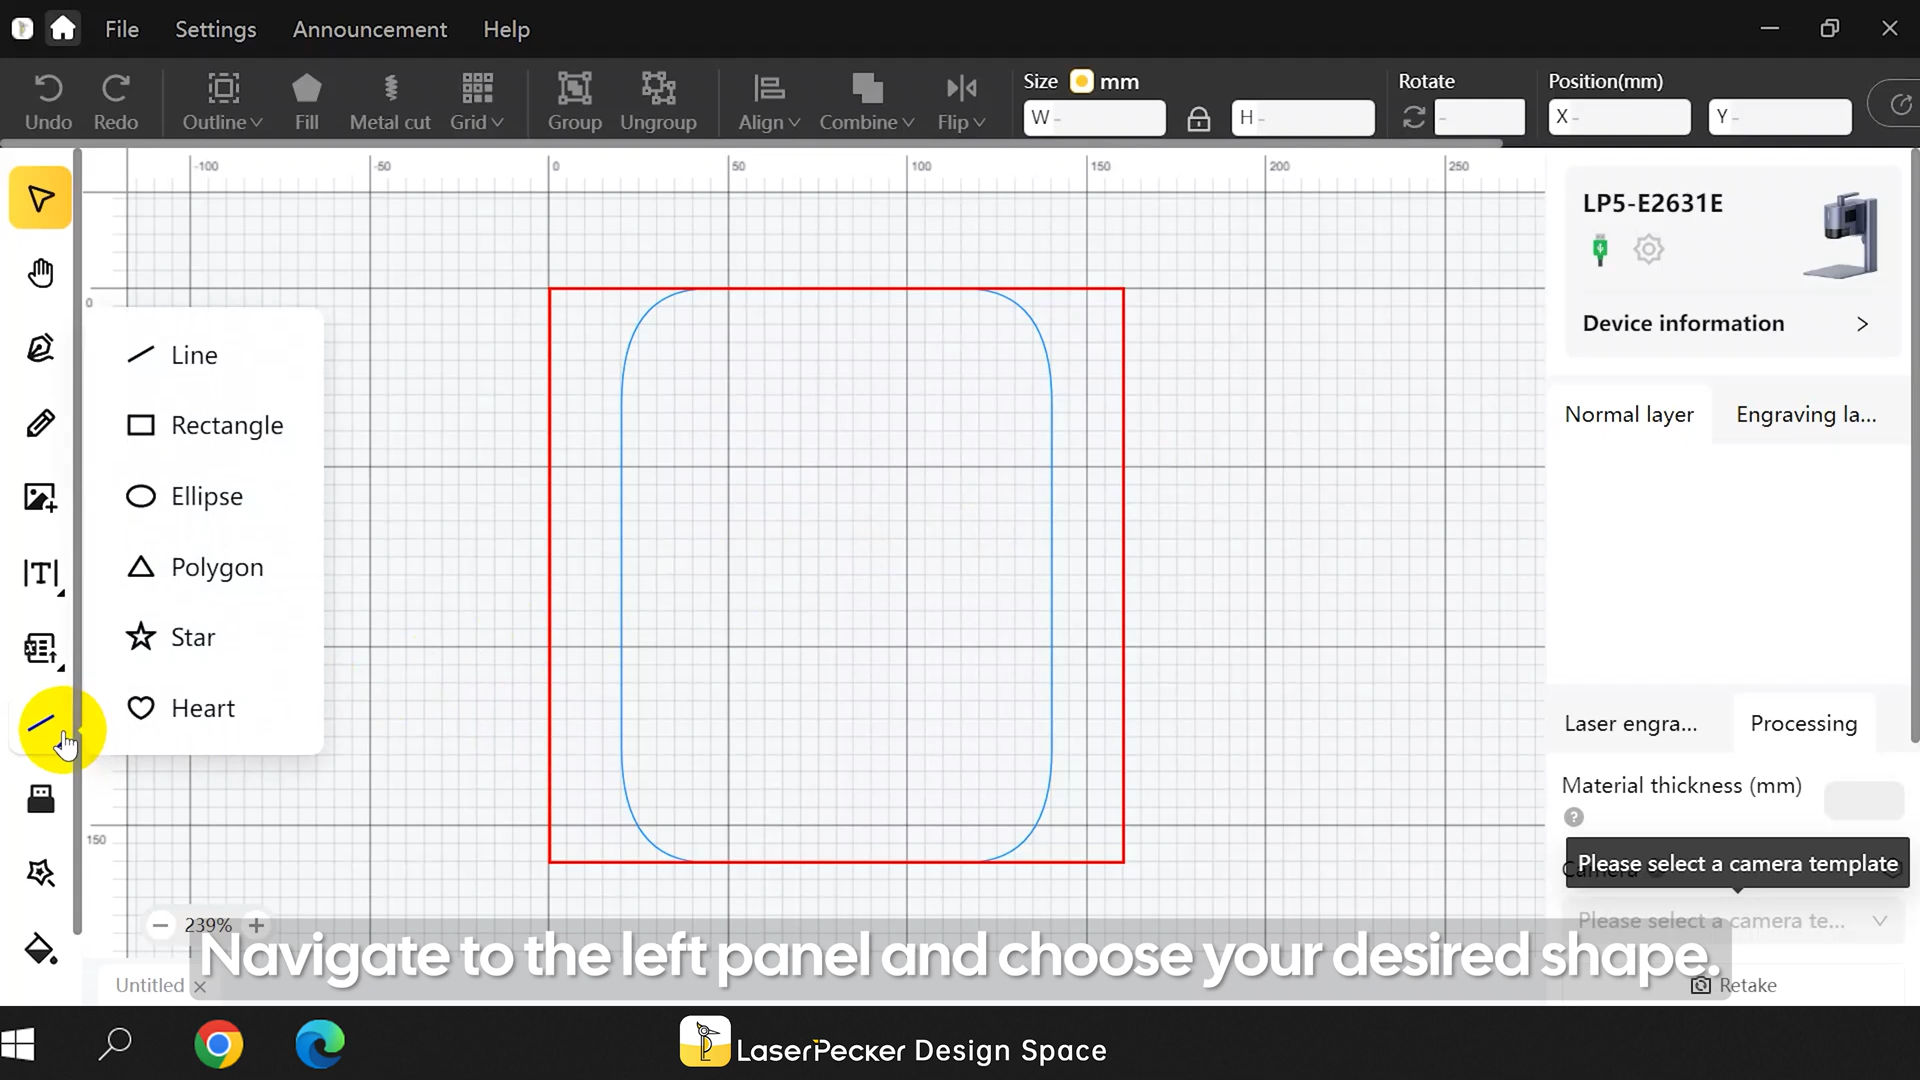 File Settings Announcement Help
Undo Redo Outline Fill Metal cut Grid Group Ungroup Align Combine Flip
Size mm Rotate Position(mm)
W - H - - X - Y -
-100 -50 0 50 100 150 200 250
0
150
Line
Rectangle
Ellipse
Polygon
Star
Heart
LP5-E2631E
Device information
Normal layer Engraving la...
Laser engra... Processing
Material thickness (mm)
?
Please select a camera template
Please select a camera te...
239%
Navigate to the left panel and choose your desired shape.
Untitled
Retake
LaserPecker Design Space